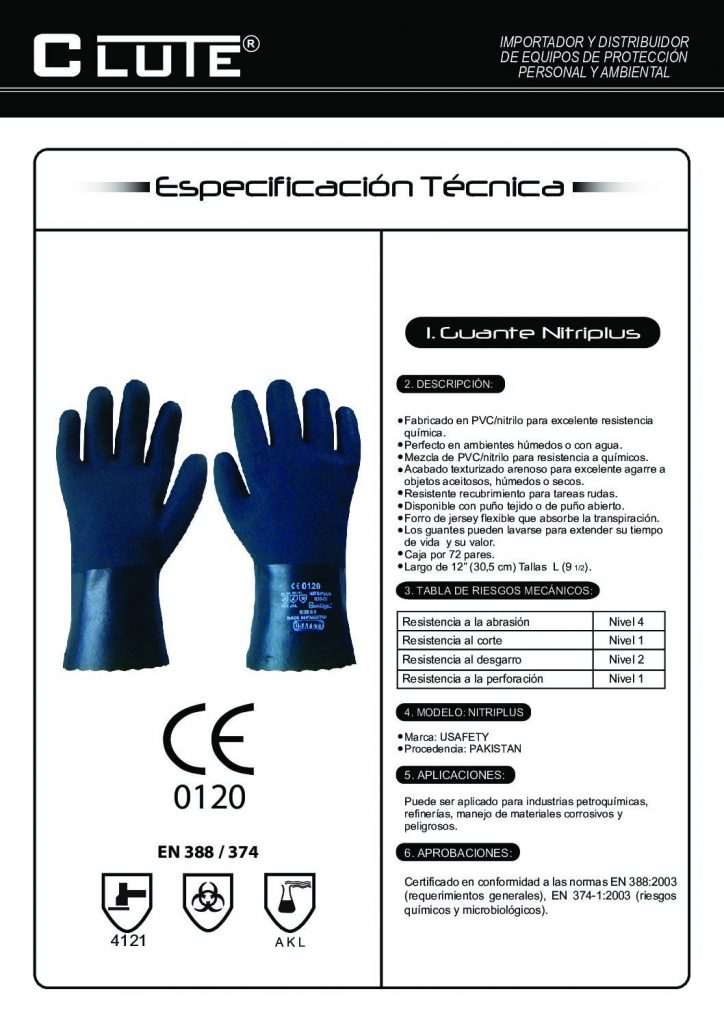 CLUTE®
IMPORTADOR Y DISTRIBUIDOR
DE EQUIPOS DE PROTECCIÓN
PERSONAL Y AMBIENTAL
Especificación Técnica
1. Guante Nitriplus
2. DESCRIPCIÓN:
•Fabricado en PVC/nitrilo para excelente resistencia
química.
•Perfecto en ambientes húmedos o con agua.
•Mezcla de PVC/nitrilo para resistencia a químicos.
•Acabado texturizado arenoso para excelente agarre a
objetos aceitosos, húmedos o secos.
•Resistente recubrimiento para tareas rudas.
•Disponible con puño tejido o de puño abierto.
•Forro de jersey flexible que absorbe la transpiración.
•Los guantes pueden lavarse para extender su tiempo
de vida y su valor.
•Caja por 72 pares.
•Largo de 12” (30,5 cm) Tallas L (9 1/2).
3. TABLA DE RIESGOS MECÁNICOS:
Resistencia a la abrasión Nivel 4
Resistencia al corte Nivel 1
Resistencia al desgarro Nivel 2
Resistencia a la perforación Nivel 1
4. MODELO: NITRIPLUS
•Marca: USAFETY
•Procedencia: PAKISTAN
5. APLICACIONES:
Puede ser aplicado para industrias petroquímicas,
refinerías, manejo de materiales corrosivos y
peligrosos.
6. APROBACIONES:
Certificado en conformidad a las normas EN 388:2003
(requerimientos generales), EN 374-1:2003 (riesgos
químicos y microbiológicos).
CE 0120
NITRIPLUS
MADE IN PAKISTAN
CE
0120
EN 388 / 374
4121
AKL